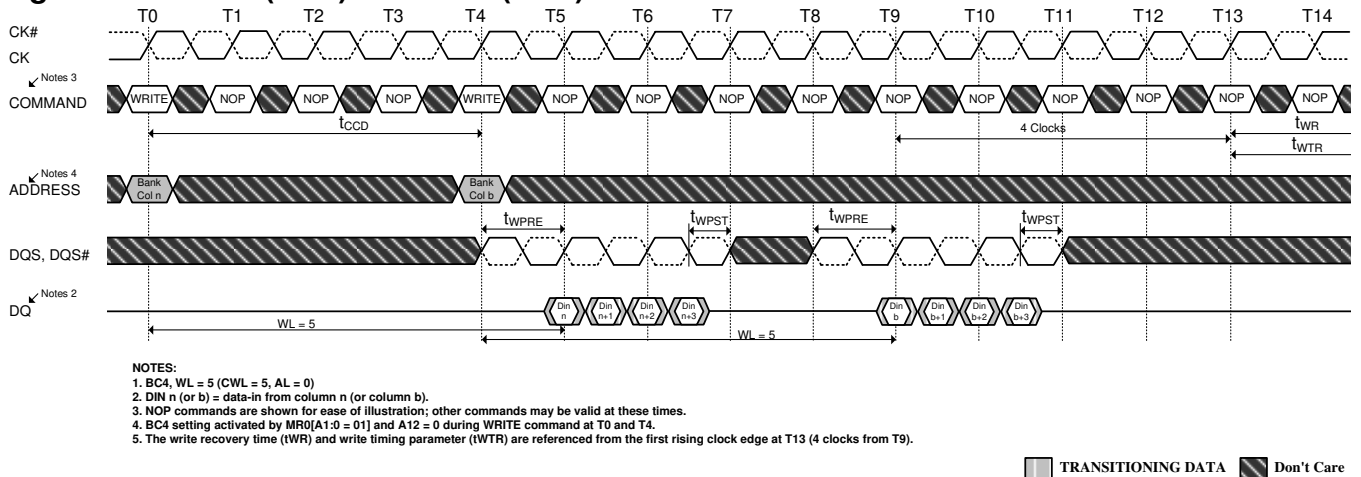 T0 T1 T2 T3 T4 T5 T6 T7 T8 T9 T10 T11 T12 T13 T14
CK#
CK
Notes 3
COMMAND WRITE NOP NOP NOP WRITE NOP NOP NOP NOP NOP NOP NOP NOP NOP NOP
tCCD 4 Clocks tWR
tWTR
Notes 4
ADDRESS Bank Col n Bank Col b
tWPRE tWPST tWPRE tWPST
DQS, DQS#
Notes 2
DQ Din n Din n+1 Din n+2 Din n+3 Din b Din b+1 Din b+2 Din b+3
WL = 5 WL = 5
NOTES:
1. BC4, WL = 5 (CWL = 5, AL = 0)
2. DIN n (or b) = data-in from column n (or column b).
3. NOP commands are shown for ease of illustration; other commands may be valid at these times.
4. BC4 setting activated by MR0[A1:0 = 01] and A12 = 0 during WRITE command at T0 and T4.
5. The write recovery time (tWR) and write timing parameter (tWTR) are referenced from the first rising clock edge at T13 (4 clocks from T9).
TRANSITIONING DATA Don't Care